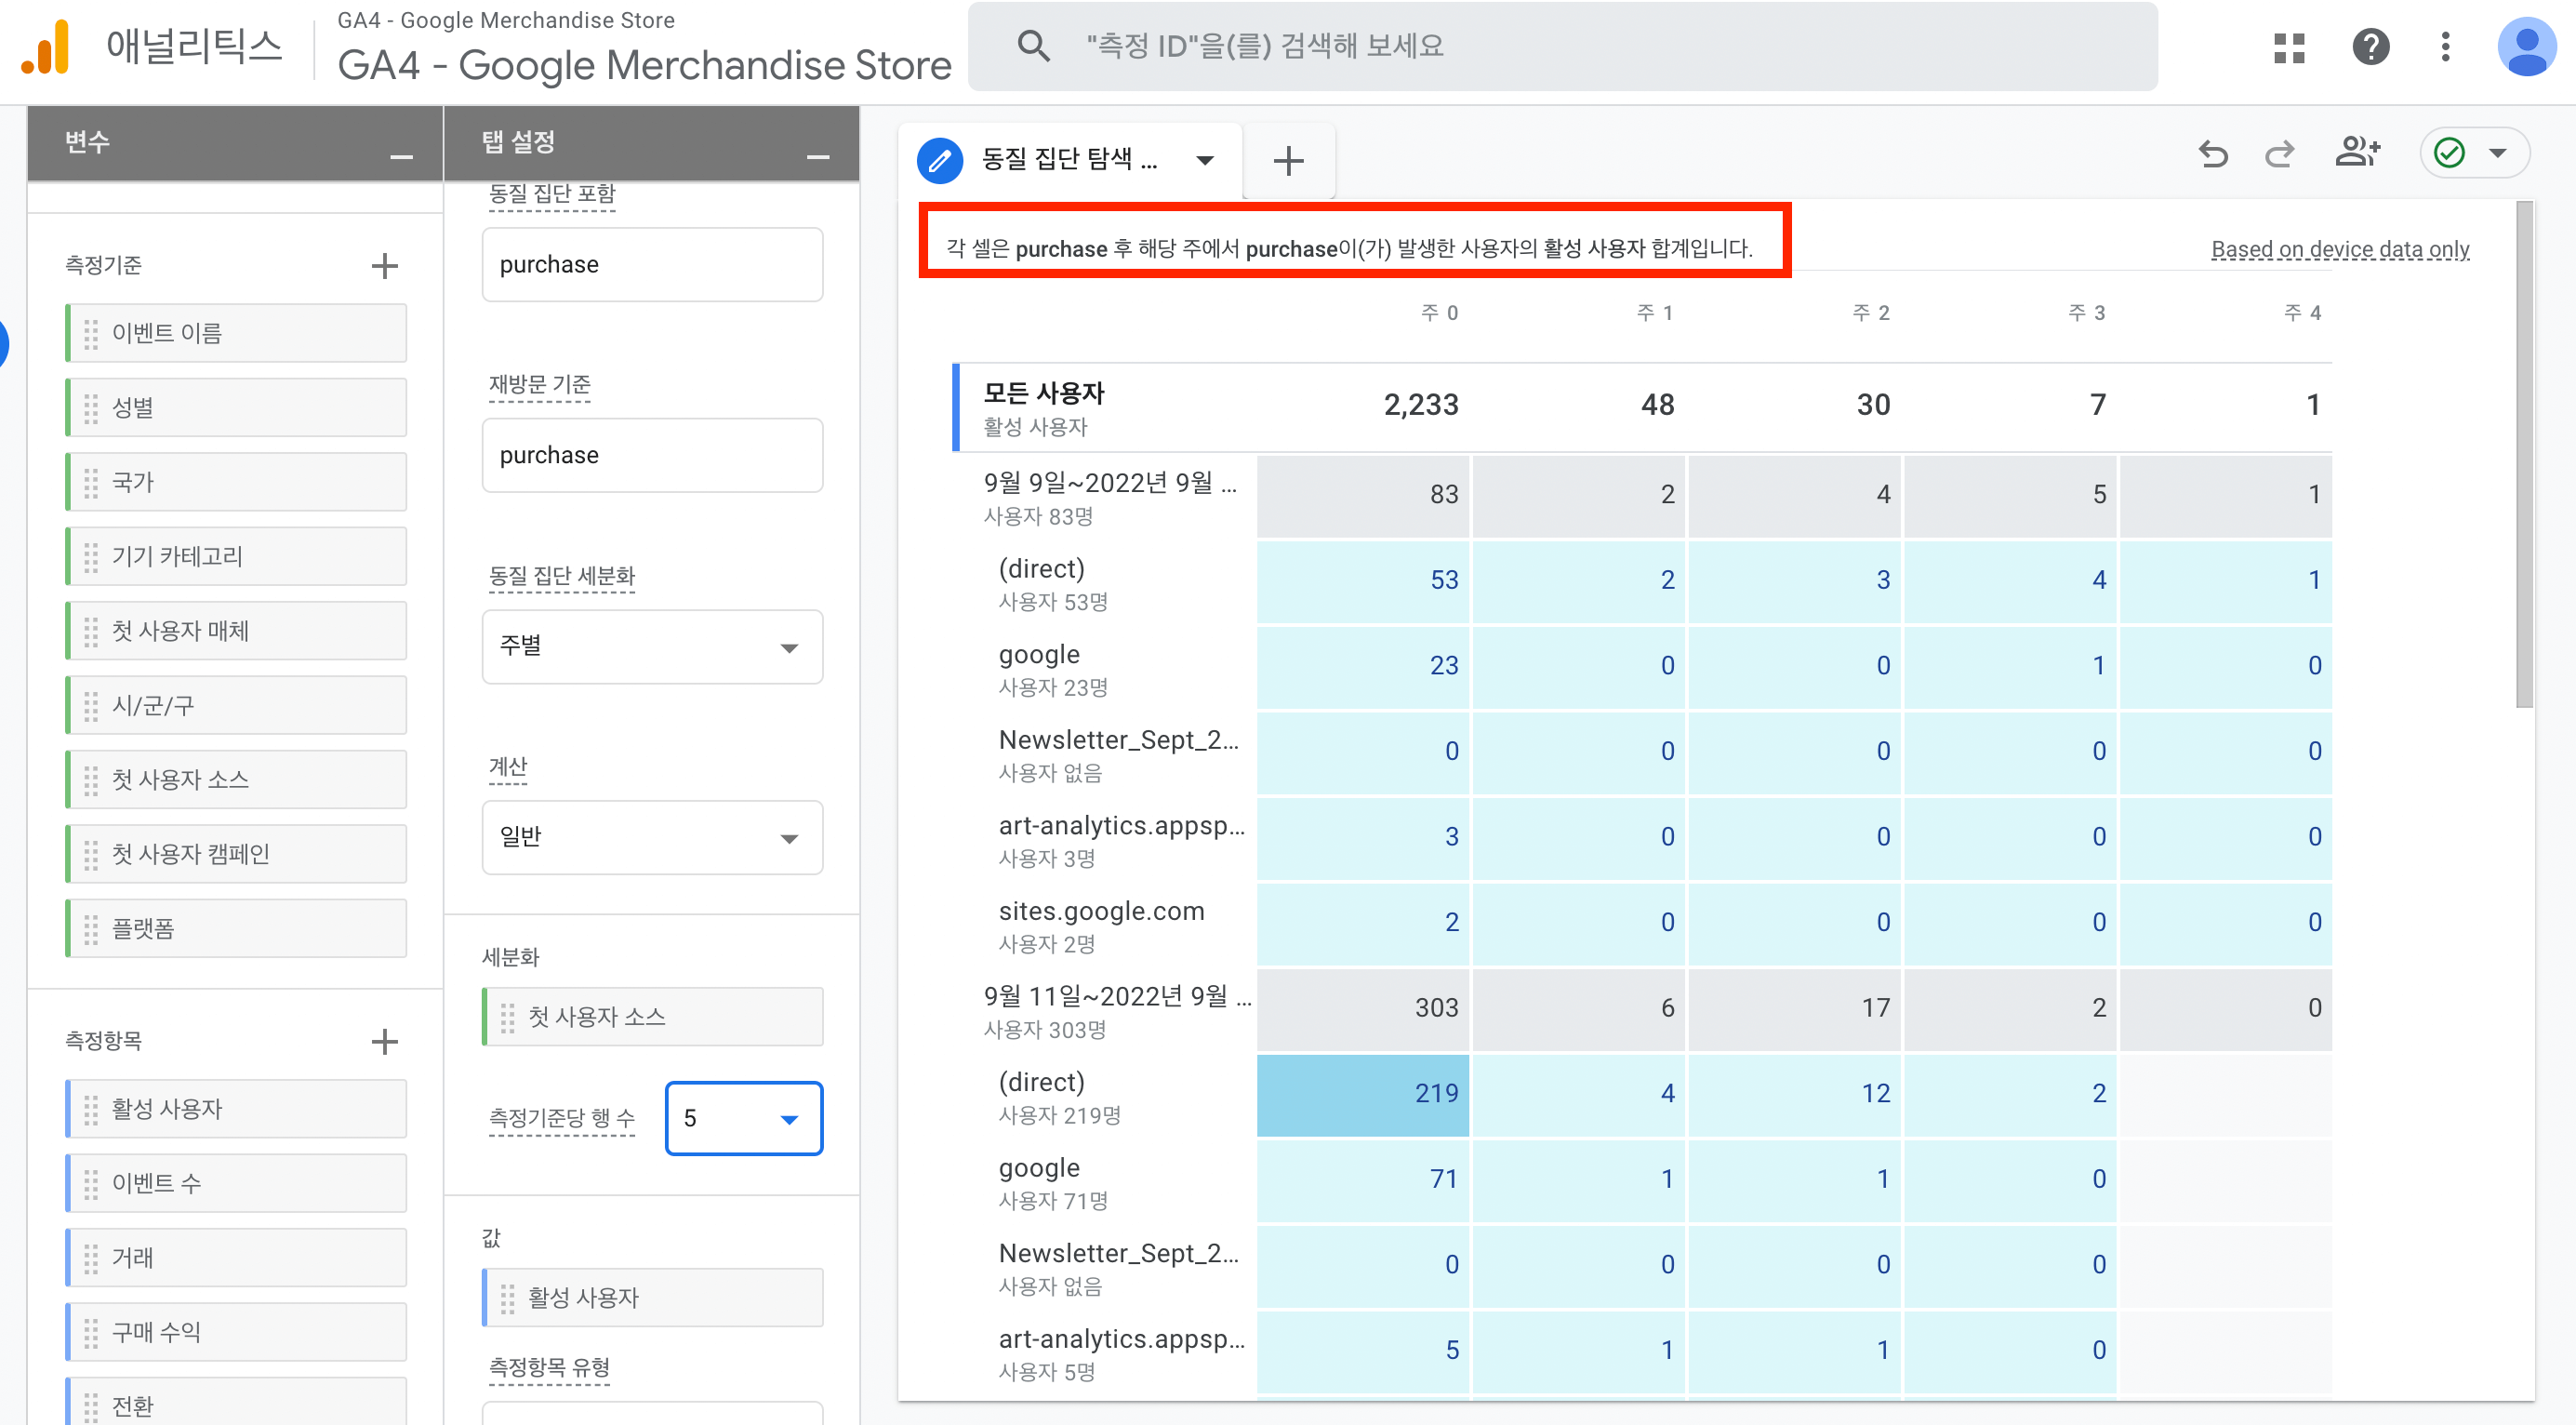 애널리틱스
GA4 - Google Merchandise Store
GA4 - Google Merchandise Store
"측정 ID"을(를) 검색해 보세요
변수
측정기준
이벤트 이름
성별
국가
기기 카테고리
첫 사용자 매체
시/군/구
첫 사용자 소스
첫 사용자 캠페인
플랫폼
측정항목
활성 사용자
이벤트 수
거래
구매 수익
전환
탭 설정
동질 집단 포함
purchase
재방문 기준
purchase
동질 집단 세분화
주별
계산
일반
세분화
첫 사용자 소스
측정기준당 행 수 5
값
활성 사용자
측정항목 유형
동질 집단 탐색 ...
각 셀은 purchase 후 해당 주에서 purchase이(가) 발생한 사용자의 활성 사용자 합계입니다.
Based on device data only
주 0 주 1 주 2 주 3 주 4
모든 사용자 2,233 48 30 7 1
활성 사용자
9월 9일~2022년 9월 ... 83 2 4 5 1
사용자 83명
(direct) 53 2 3 4 1
사용자 53명
google 23 0 0 1 0
사용자 23명
Newsletter_Sept_2... 0 0 0 0 0
사용자 없음
art-analytics.appsp... 3 0 0 0 0
사용자 3명
sites.google.com 2 0 0 0 0
사용자 2명
9월 11일~2022년 9월 ... 303 6 17 2 0
사용자 303명
(direct) 219 4 12 2
사용자 219명
google 71 1 1 0
사용자 71명
Newsletter_Sept_2... 0 0 0 0
사용자 없음
art-analytics.appsp... 5 1 1 0
사용자 5명